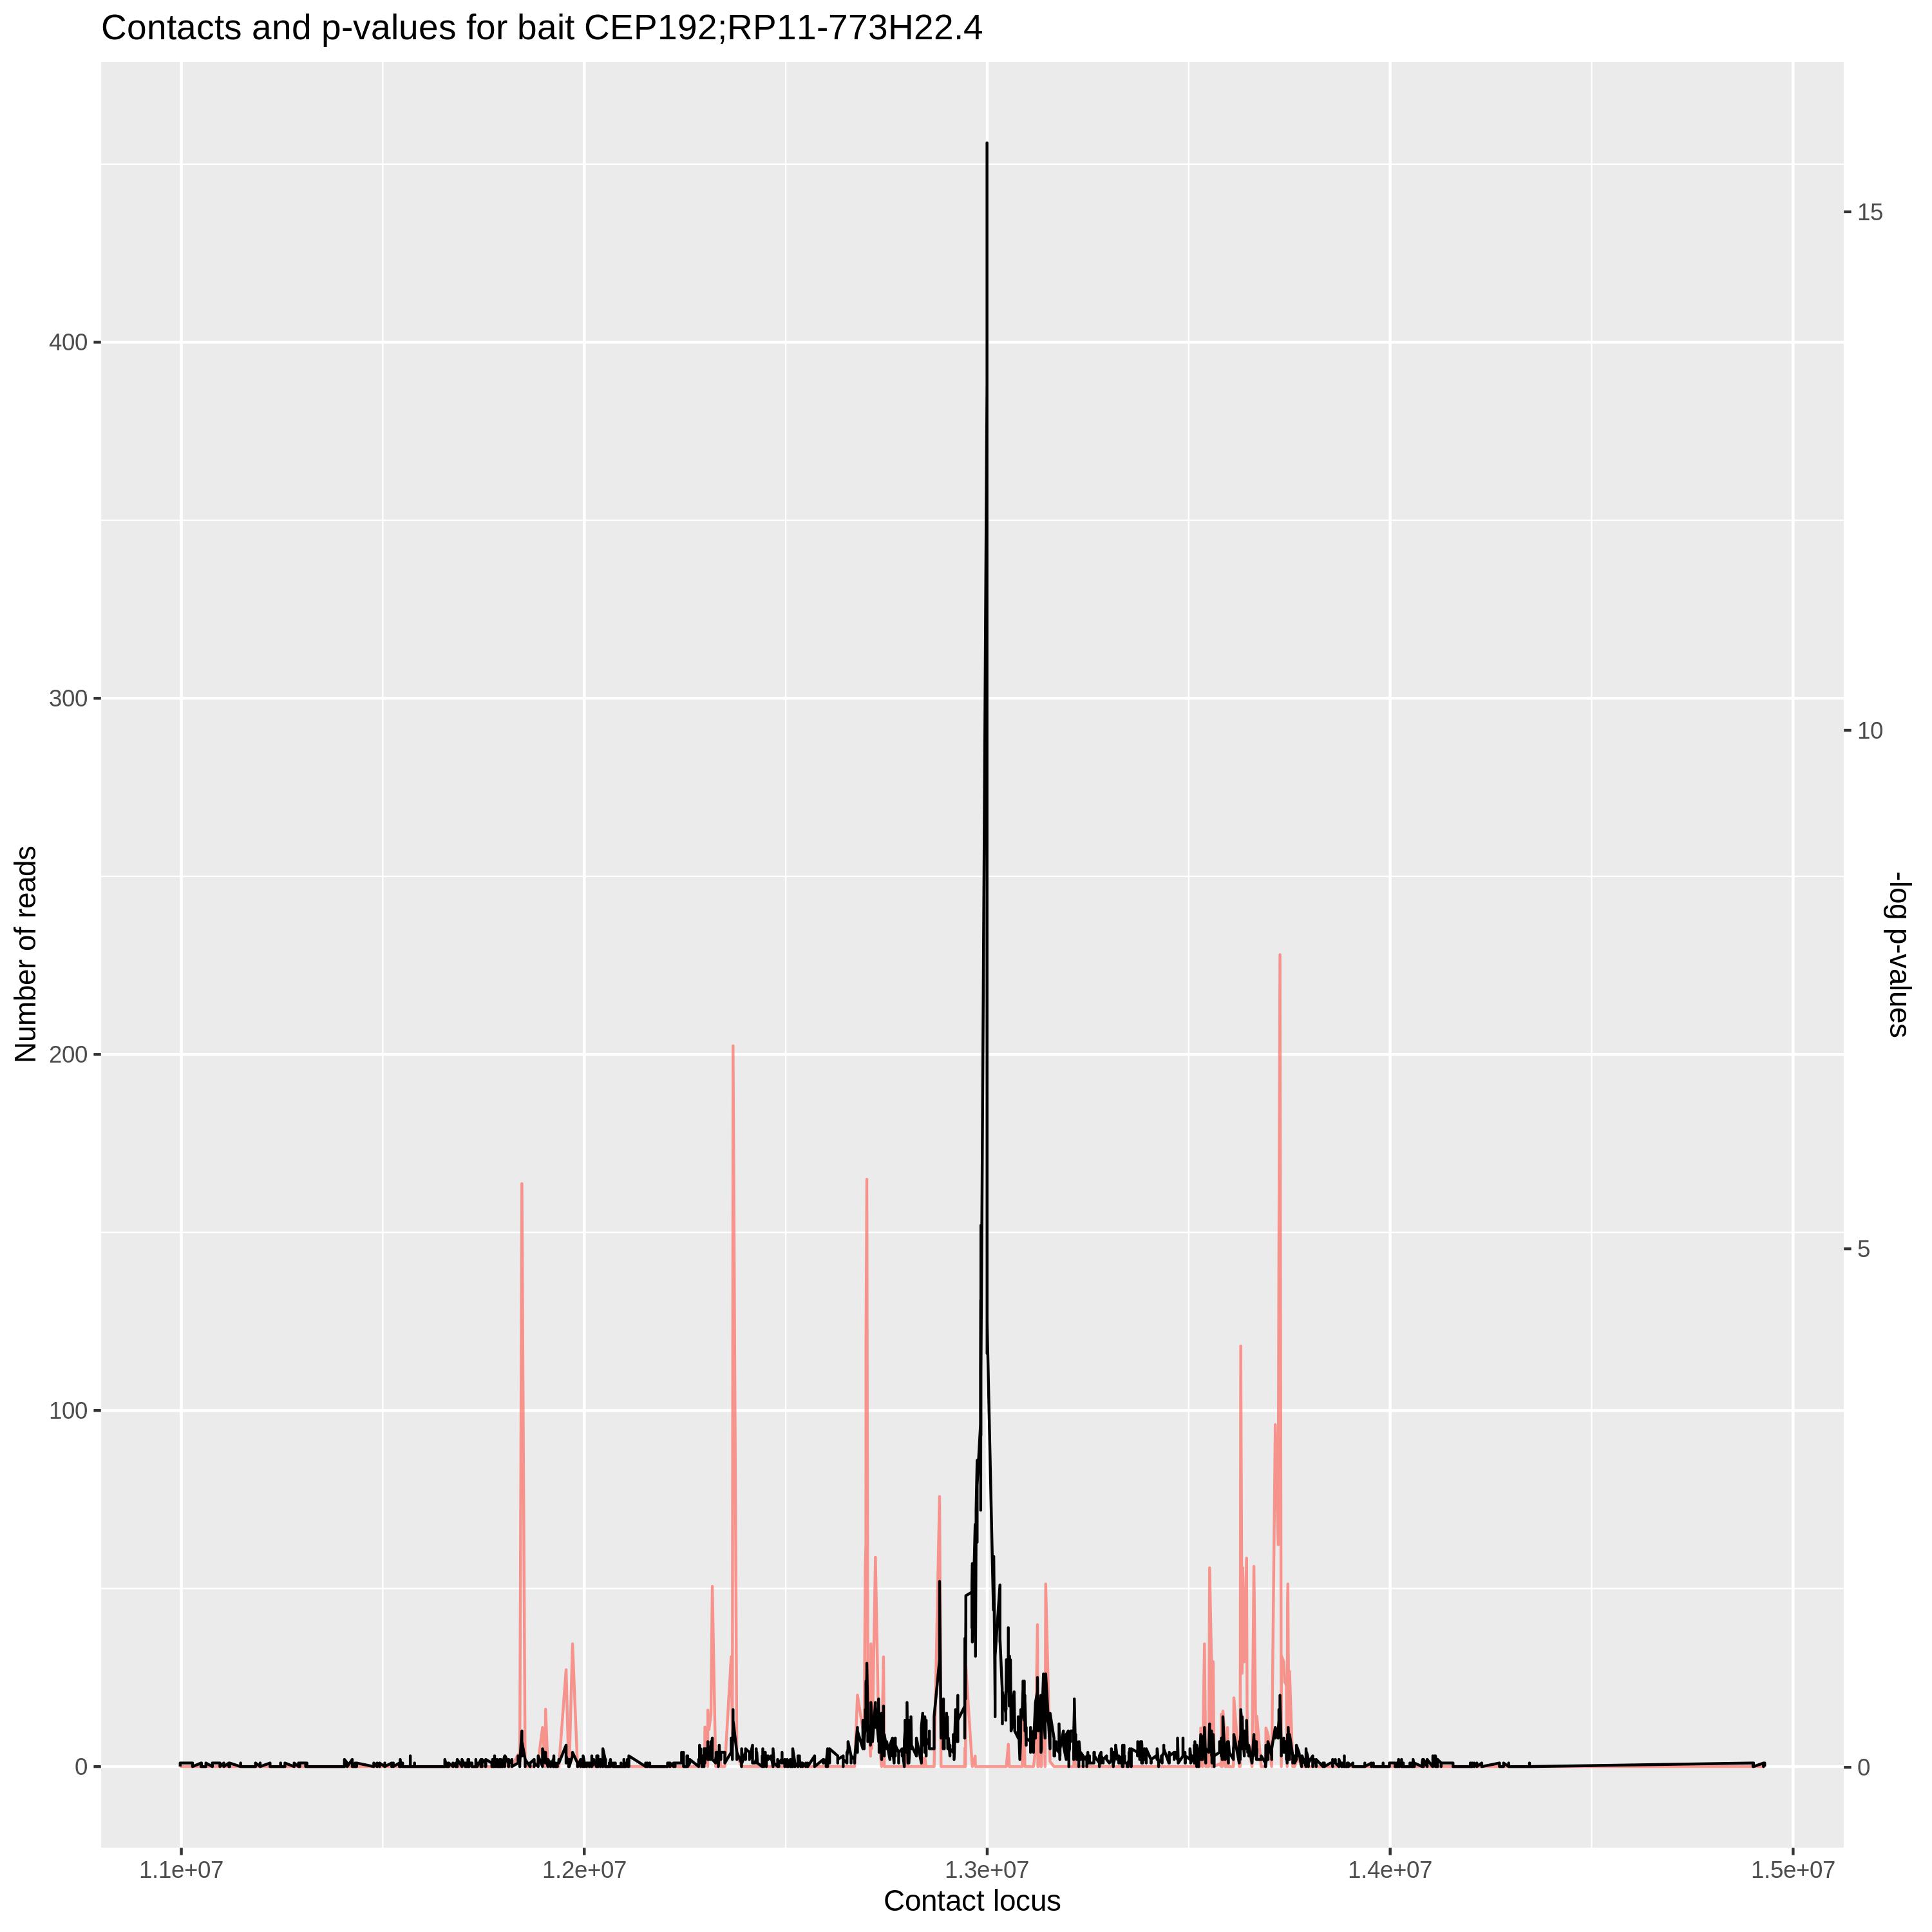 Contacts and p-values for bait CEP192;RP11-773H22.4
Number of reads
400
300
200
100
0
15
10
5
0
-log p-values
1.1e+07 1.2e+07 1.3e+07 1.4e+07 1.5e+07
Contact locus